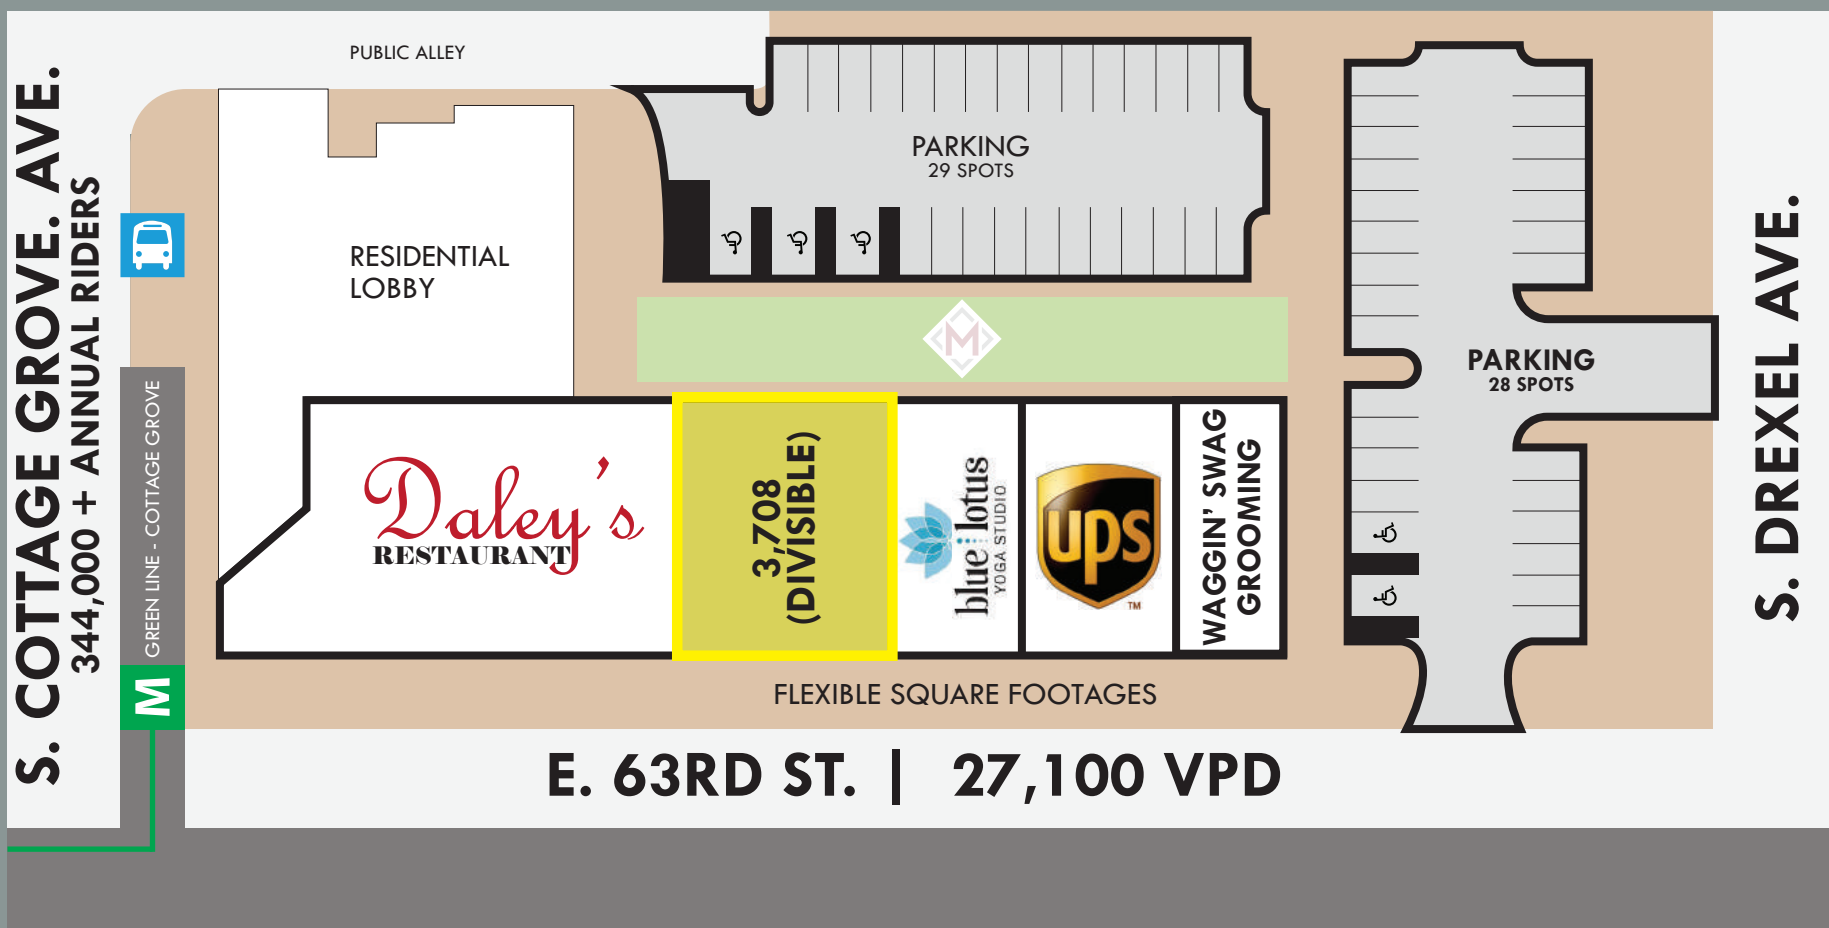 PUBLIC ALLEY
S. COTTAGE GROVE. AVE.
344,000 + ANNUAL RIDERS
GREEN LINE - COTTAGE GROVE
M
RESIDENTIAL
LOBBY
PARKING
29 SPOTS
M
PARKING
28 SPOTS
S. DREXEL AVE.
Daley's
RESTAURANT
3,708
(DIVISIBLE)
blue lotus
YOGA STUDIO
ups
TM
WAGGIN' SWAG
GROOMING
FLEXIBLE SQUARE FOOTAGES
E. 63RD ST. | 27,100 VPD